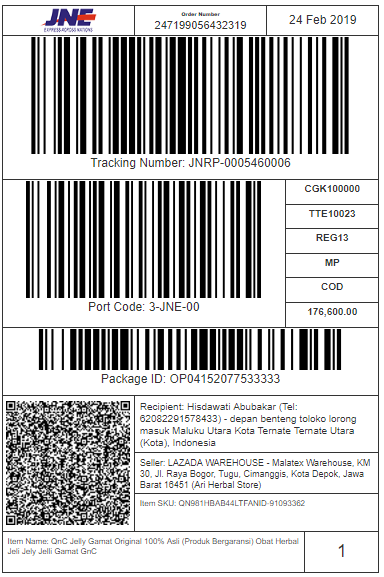 JNE
EXPRESS ACROSS NATIONS
Order Number
247199056432319
24 Feb 2019
Tracking Number: JNRP-0005460006
CGK100000
TTE10023
REG13
MP
COD
176,600.00
Port Code: 3-JNE-00
Package ID: OP04152077533333
Recipient: Hisdawati Abubakar (Tel:
62082291578433) - depan benteng toloko lorong
masuk Maluku Utara Kota Ternate Ternate Utara
(Kota), Indonesia
Seller: LAZADA WAREHOUSE - Malatex Warehouse, KM
30, Jl. Raya Bogor, Tugu, Cimanggis, Kota Depok, Jawa
Barat 16451 (Ari Herbal Store)
Item SKU: QN981HBAB44LTFANID-91093362
Item Name: QnC Jelly Gamat Original 100% Asli (Produk Bergaransi) Obat Herbal
Jeli Jely Jelli Gamat GnC
1